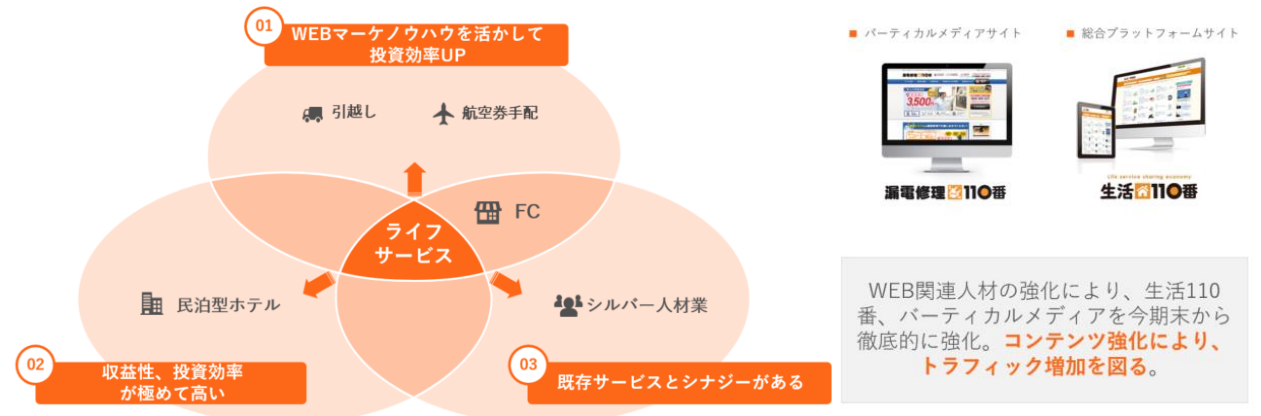 01
WEBマーケノウハウを活かして
投資効率UP
引越し
航空券手配
FC
ライフ
サービス
民泊型ホテル
シルバー人材業
02
収益性、投資効率
が極めて高い
03
既存サービスとシナジーがある
■ バーティカルメディアサイト
■ 総合プラットフォームサイト
3,500
漏電修理110番
Life service sharing economy
生活110番
WEB関連人材の強化により、生活110
番、バーティカルメディアを今期末から
徹底的に強化。コンテンツ強化により、
トラフィック増加を図る。